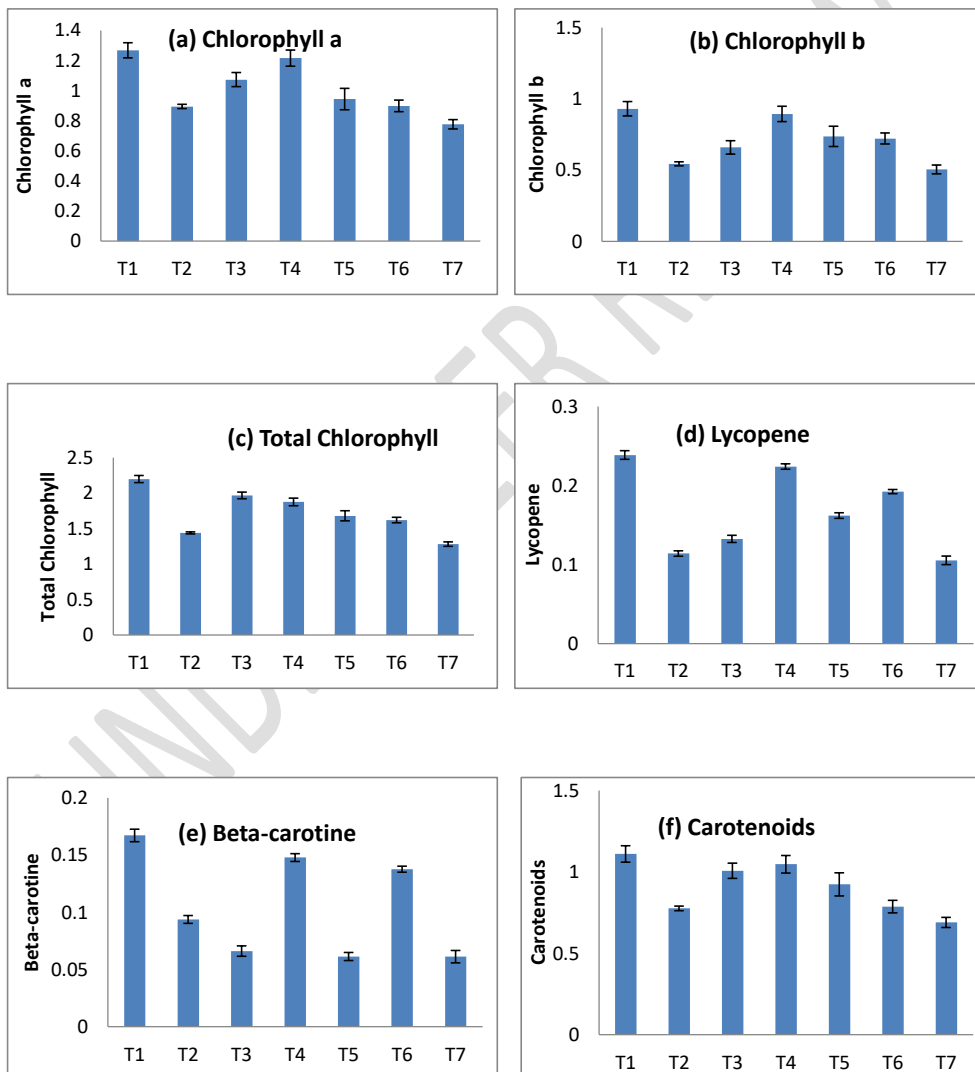 (a) Chlorophyll a
Chlorophyll a
1.4
1.2
1
0.8
0.6
0.4
0.2
0
T1 T2 T3 T4 T5 T6 T7
(b) Chlorophyll b
Chlorophyll b
1.5
1
0.5
0
T1 T2 T3 T4 T5 T6 T7
(c) Total Chlorophyll
Total Chlorophyll
2.5
2
1.5
1
0.5
0
T1 T2 T3 T4 T5 T6 T7
(d) Lycopene
Lycopene
0.3
0.2
0.1
0
T1 T2 T3 T4 T5 T6 T7
(e) Beta-carotine
Beta-carotine
0.2
0.15
0.1
0.05
0
T1 T2 T3 T4 T5 T6 T7
(f) Carotenoids
Carotenoids
1.5
1
0.5
0
T1 T2 T3 T4 T5 T6 T7